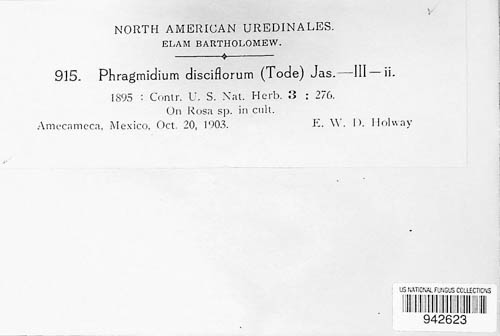 NORTH AMERICAN UREDINALES.
ELAM BARTHOLOMEW.
915. Phragmidium disciflorum (Tode) Jas.—III—ii.
1895 : Contr. U. S. Nat. Herb. 3 : 276.
On Rosa sp. in cult.
Amecameca, Mexico, Oct. 20, 1903. E. W. D. Holway
US NATIONAL FUNGUS COLLECTIONS
942623